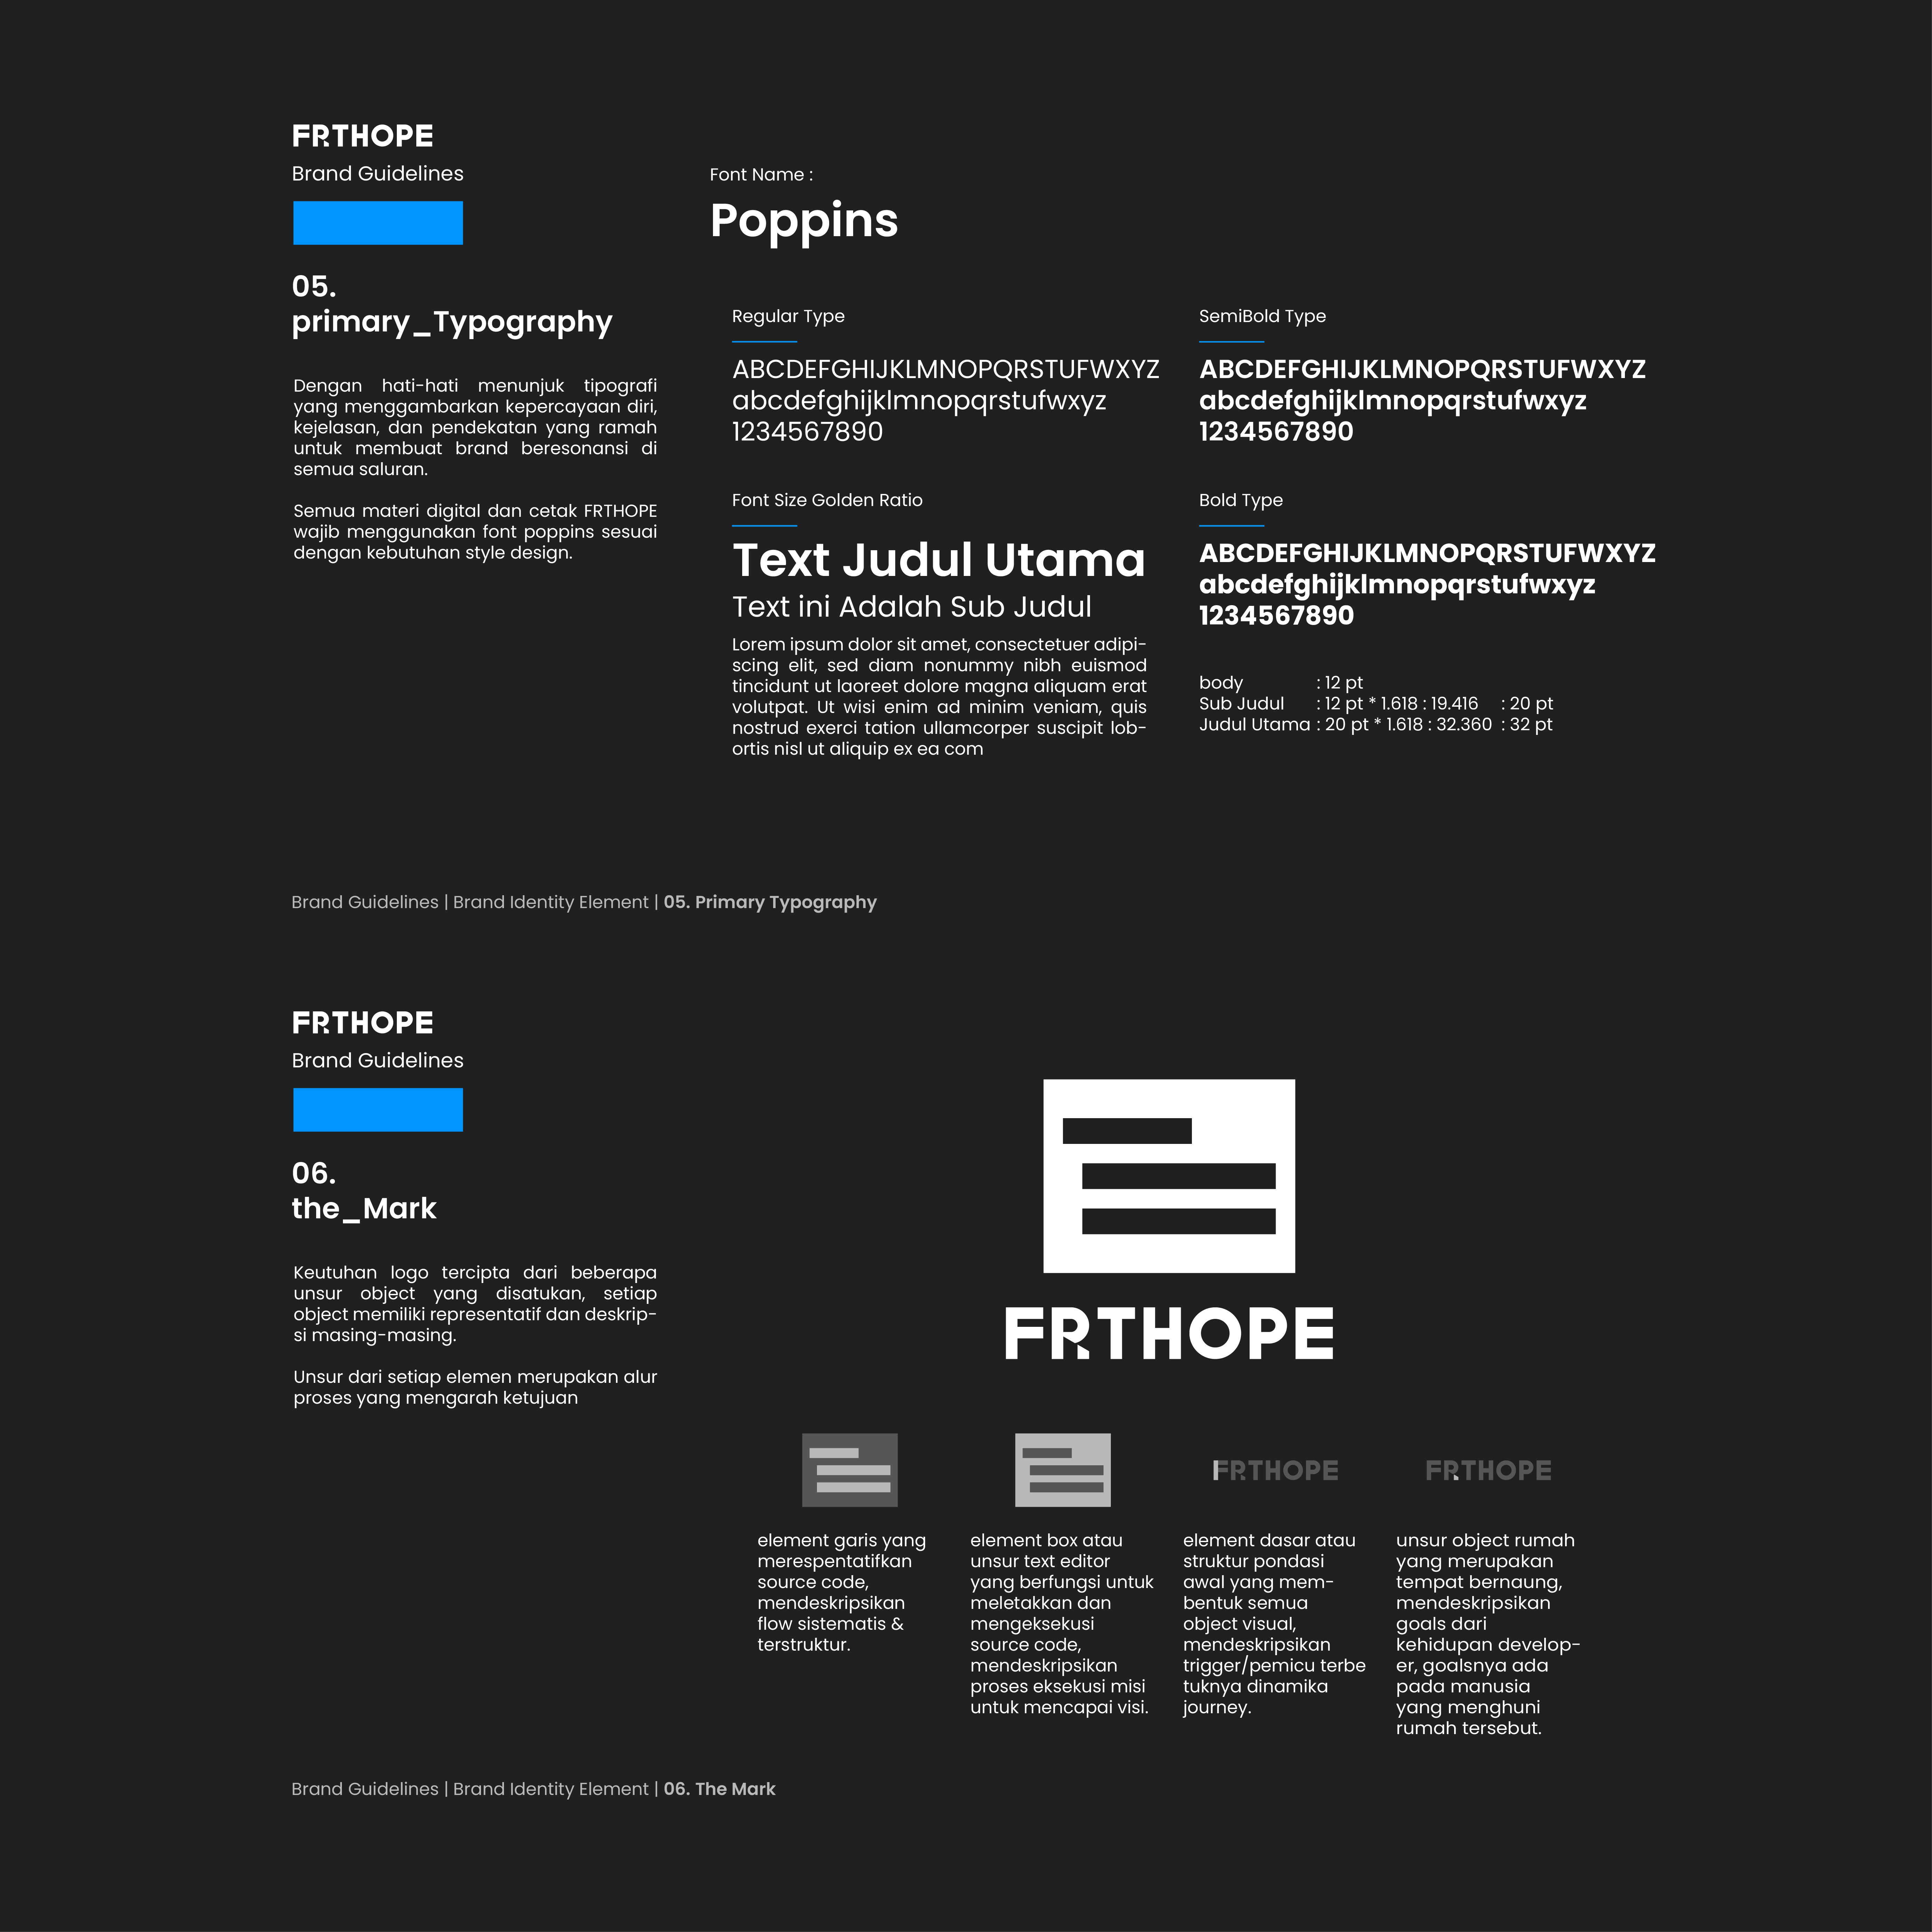 FRTHOPE
Brand Guidelines
05.
primary_Typography
Dengan hati-hati menunjuk tipografi
yang menggambarkan kepercayaan diri,
kejelasan, dan pendekatan yang ramah
untuk membuat brand beresonansi di
semua saluran.
Semua materi digital dan cetak FRTHOPE
wajib menggunakan font poppins sesuai
dengan kebutuhan style design.
Font Name :
Poppins
Regular Type
ABCDEFGHIJKLMNOPQRSTUFWXYZ
abcdefghijklmnopqrstufwxyz
1234567890
SemiBold Type
ABCDEFGHIJKLMNOPQRSTUFWXYZ
abcdefghijklmnopqrstufwxyz
1234567890
Font Size Golden Ratio
Text Judul Utama
Text ini Adalah Sub Judul
Lorem ipsum dolor sit amet, consectetuer adipi-
scing elit, sed diam nonummy nibh euismod
tincidunt ut laoreet dolore magna aliquam erat
volutpat. Ut wisi enim ad minim veniam, quis
nostrud exerci tation ullamcorper suscipit lob-
ortis nisl ut aliquip ex ea com
Bold Type
ABCDEFGHIJKLMNOPQRSTUFWXYZ
abcdefghijklmnopqrstufwxyz
1234567890
body : 12 pt
Sub Judul : 12 pt * 1.618 : 19.416 : 20 pt
Judul Utama : 20 pt * 1.618 : 32.360 : 32 pt
Brand Guidelines | Brand Identity Element | 05. Primary Typography
FRTHOPE
Brand Guidelines
06.
the_Mark
Keutuhan logo tercipta dari beberapa
unsur object yang disatukan, setiap
object memiliki representatif dan deskrip-
si masing-masing.
Unsur dari setiap elemen merupakan alur
proses yang mengarah ketujuan
FRTHOPE
element garis yang
merespentatifkan
source code,
mendeskripsikan
flow sistematis &
terstruktur.
element box atau
unsur text editor
yang berfungsi untuk
meletakkan dan
mengeksekusi
source code,
mendeskripsikan
proses eksekusi misi
untuk mencapai visi.
FRTHOPE
element dasar atau
struktur pondasi
awal yang mem-
bentuk semua
object visual,
mendeskripsikan
trigger/pemicu terbe
tuknya dinamika
journey.
FRTHOPE
unsur object rumah
yang merupakan
tempat bernaung,
mendeskripsikan
goals dari
kehidupan develop-
er, goalsnya ada
pada manusia
yang menghuni
rumah tersebut.
Brand Guidelines | Brand Identity Element | 06. The Mark